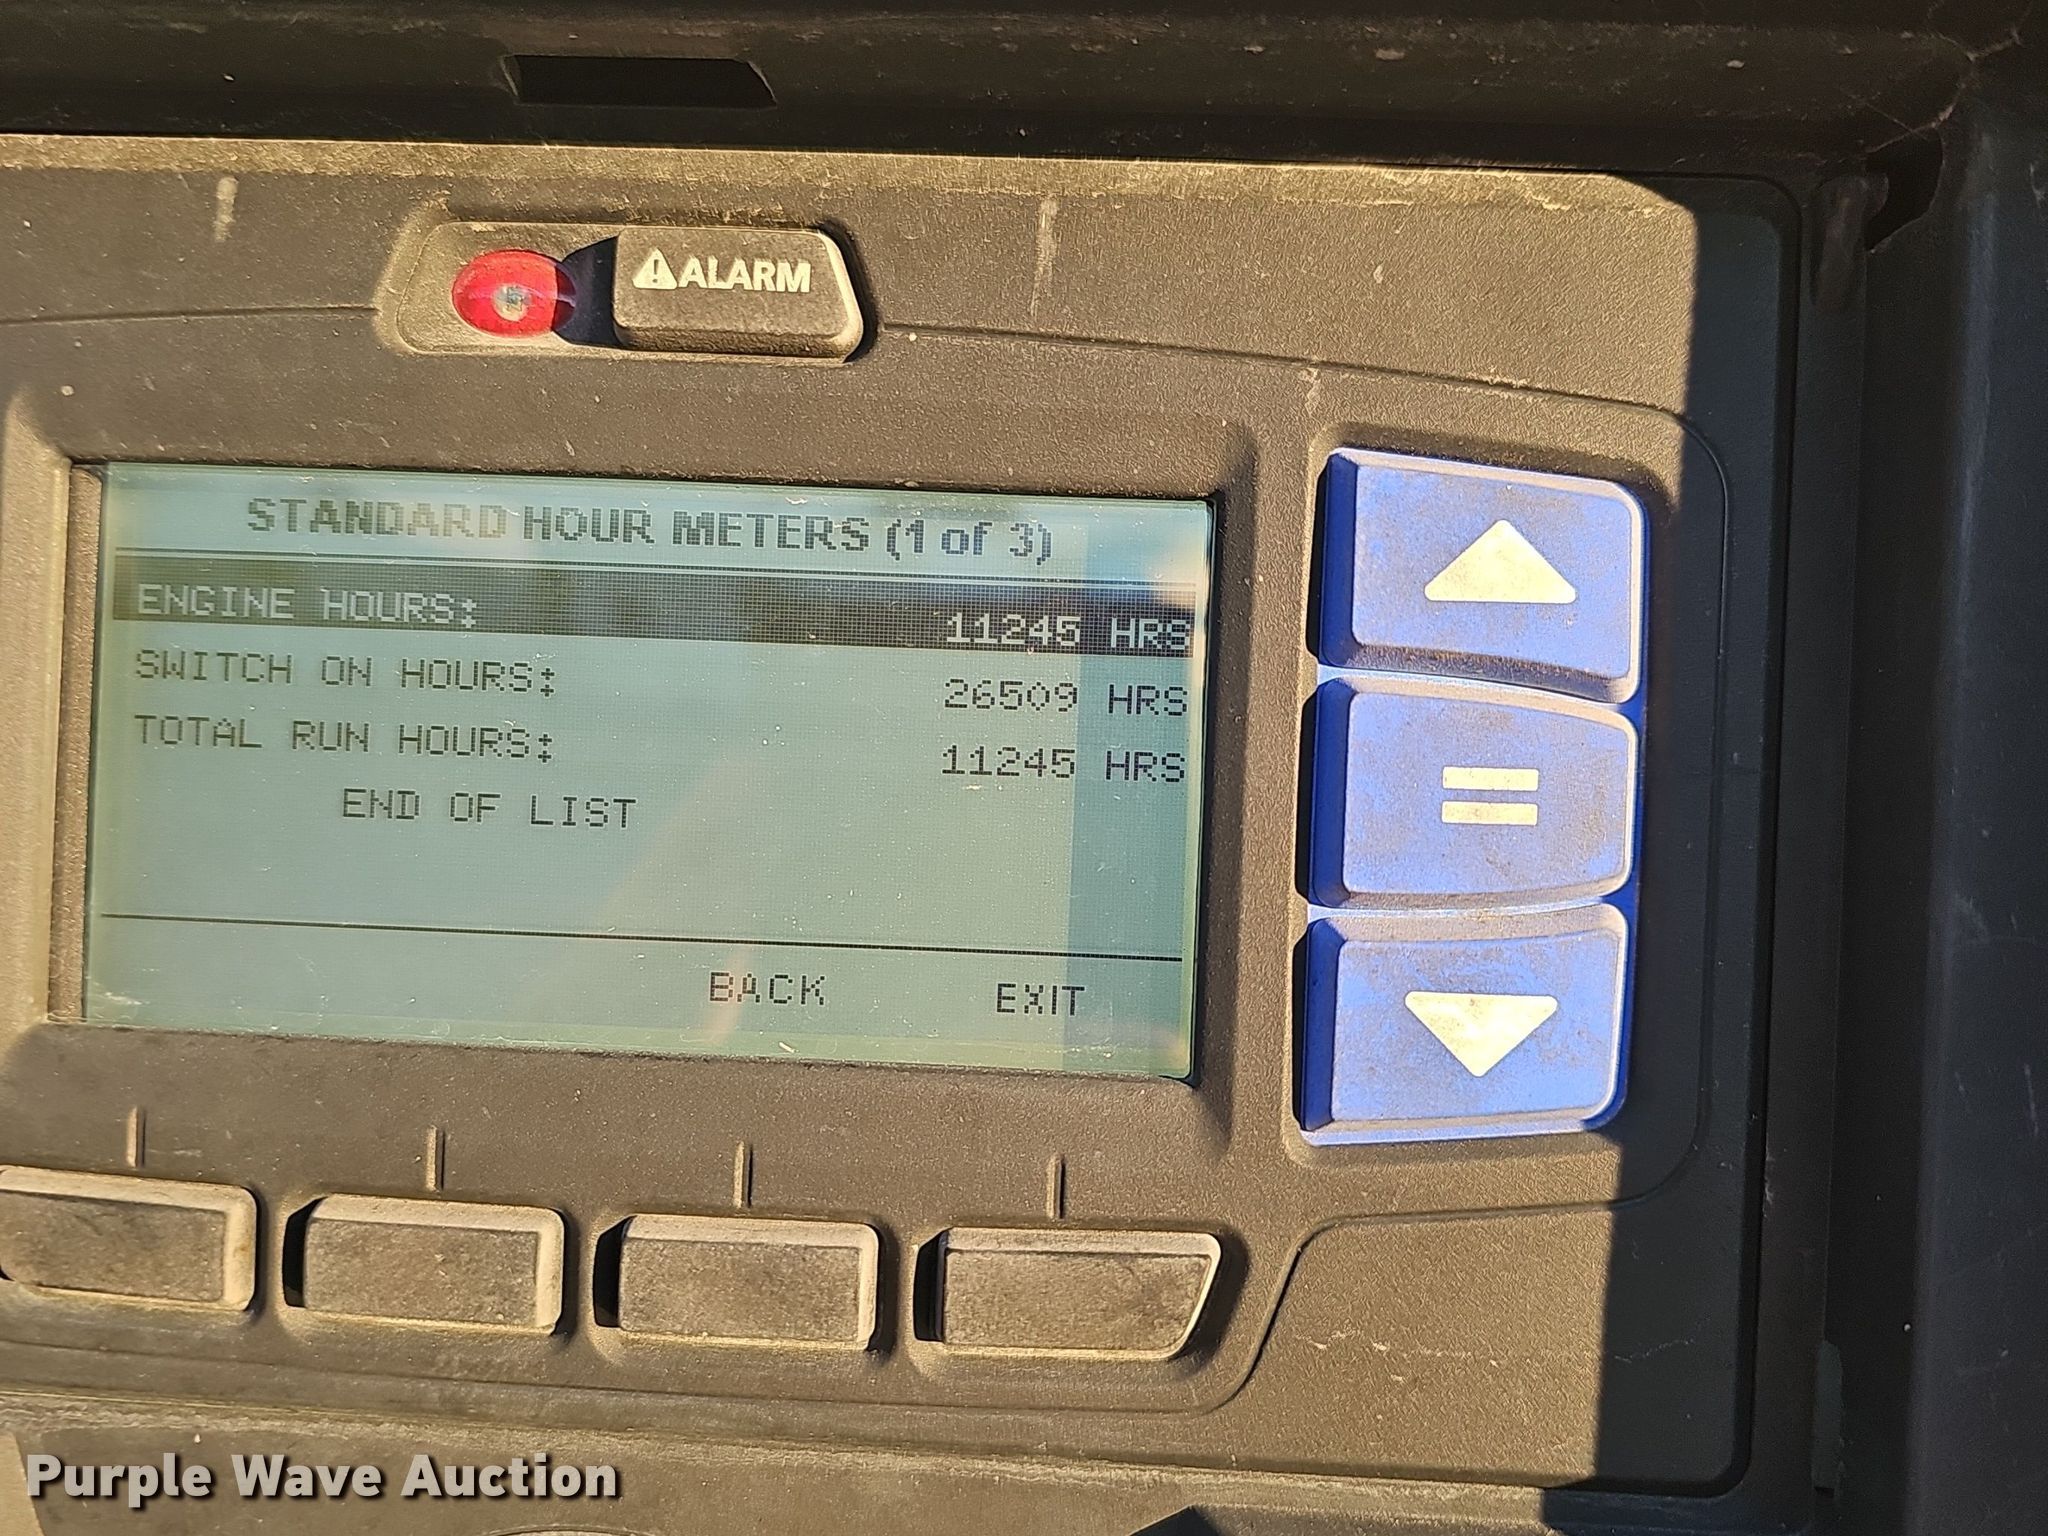 ALARM
STANDARD HOUR METERS (1 of 3)
ENGINE HOURS: 11245 HRS
SWITCH ON HOURS: 26509 HRS
TOTAL RUN HOURS: 11245 HRS
END OF LIST
BACK EXIT
Purple Wave Auction